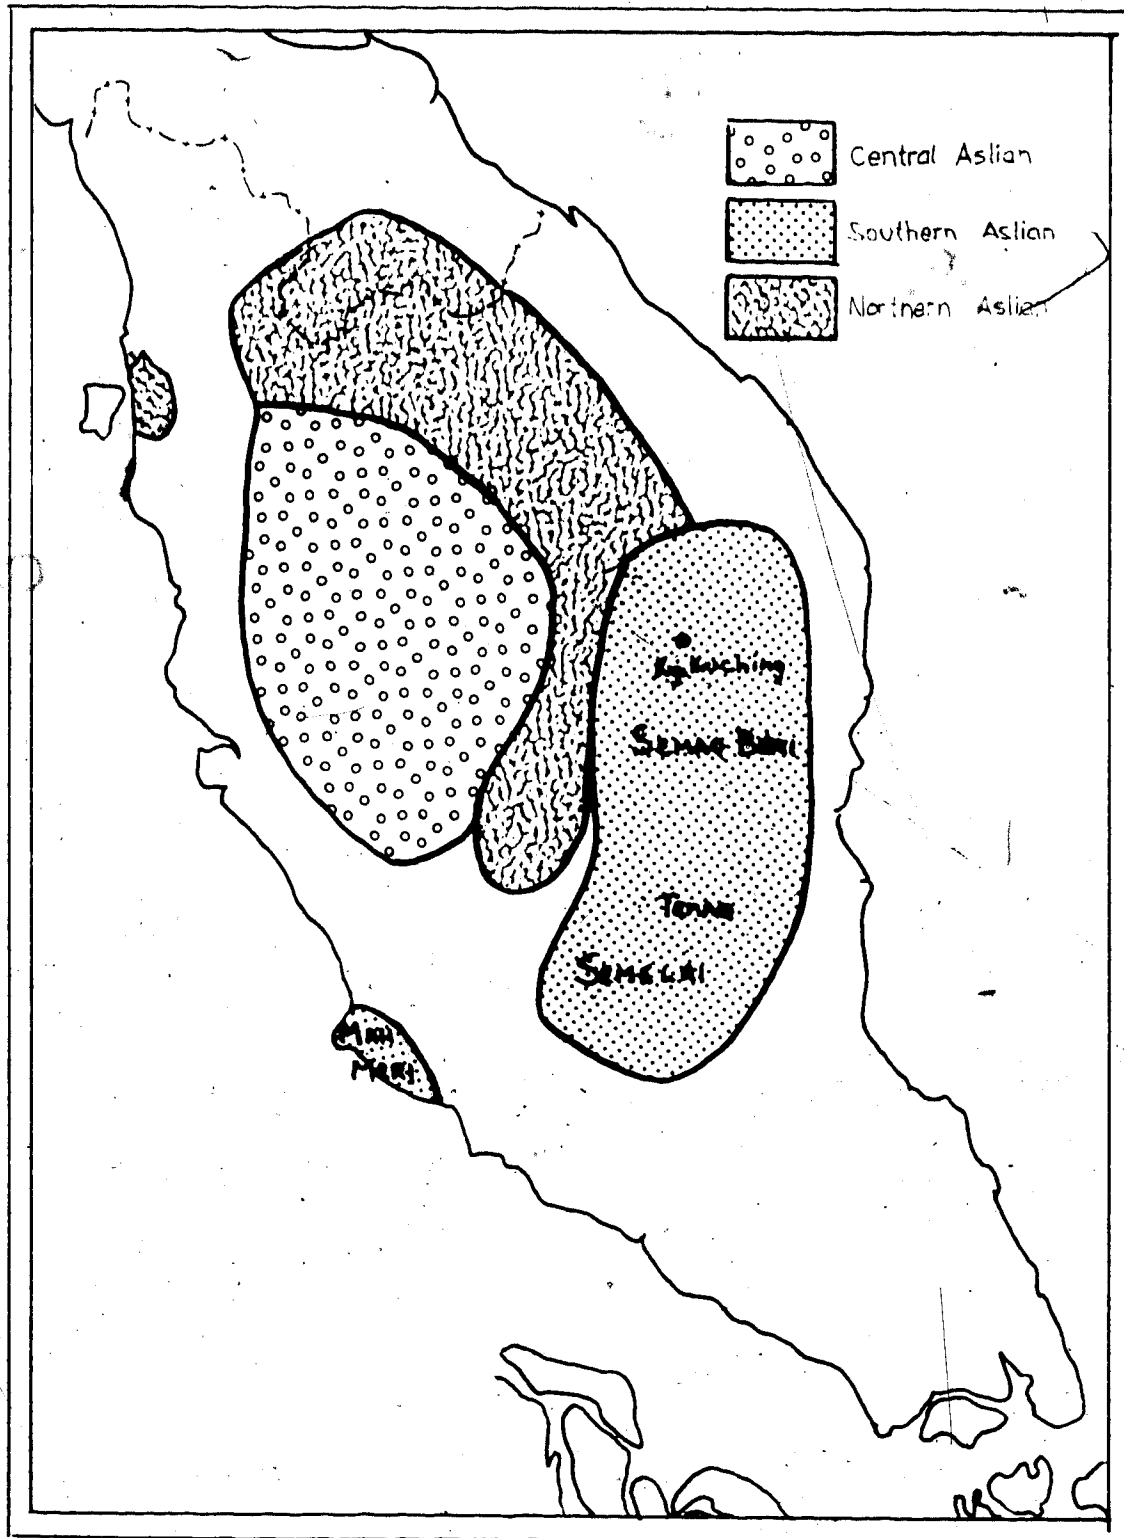 Central Aslian
Southern Aslian
Northern Aslian
Kg. Kuching
SEMAQ BERI
TEMOQ
SEMELAI
MAH
MERI